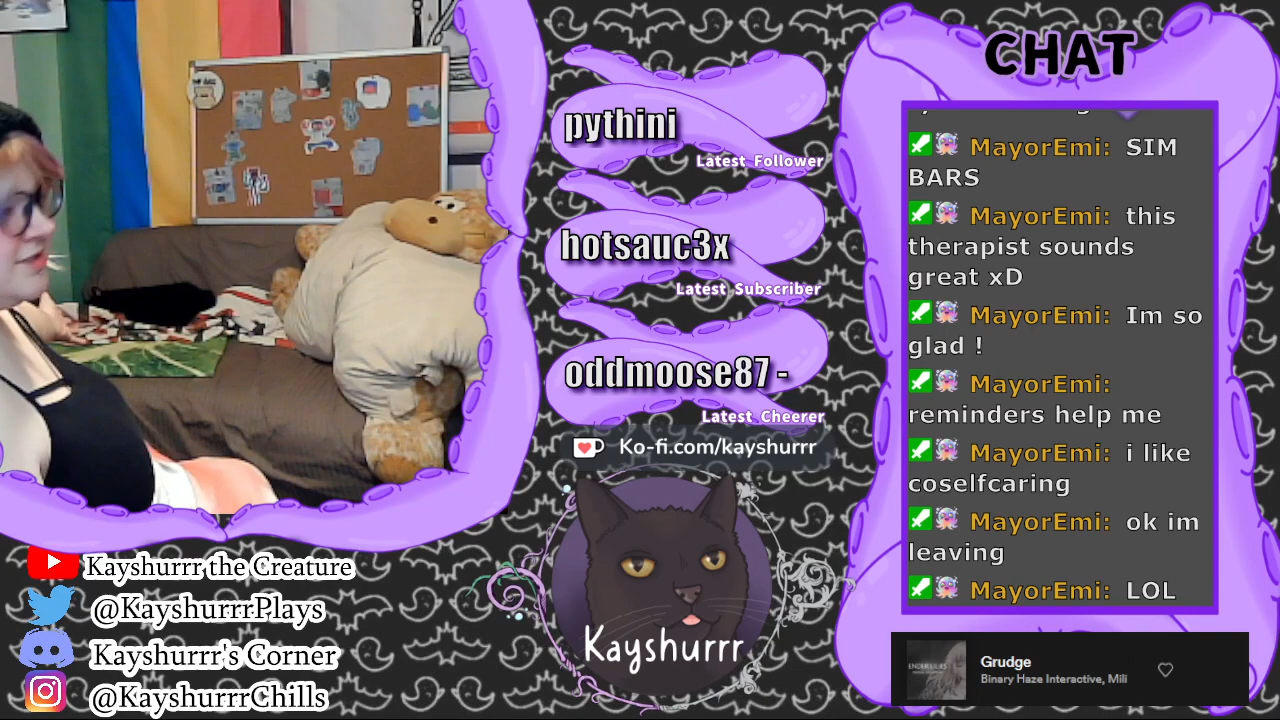 CHAT
pythini
Latest Follower
hotsauc3x
Latest Subscriber
oddmoose87 -
Latest Cheerer
Ko-fi.com/kayshurrr
Kayshurrr
MayorEmi: SIM
BARS
MayorEmi: this
therapist sounds
great xD
MayorEmi: Im so
glad !
MayorEmi:
reminders help me
MayorEmi: i like
coselfcaring
MayorEmi: ok im
leaving
MayorEmi: LOL
Kayshurrr the Creature
@KayshurrrPlays
Kayshurrr's Corner
@KayshurrrChills
Grudge
Binary Haze Interactive, Mili